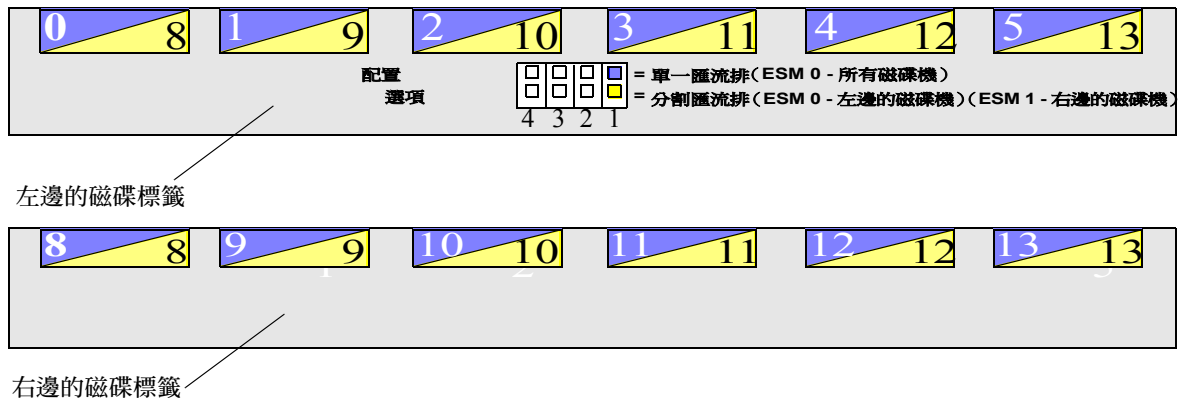 0 8 1 9 2 10 3 11 4 12 5 13
配置 = 單一匯流排(ESM 0 - 所有磁碟機)
選項 = 分割匯流排(ESM 0 - 左邊的磁碟機)(ESM 1 - 右邊的磁碟機)
4 3 2 1
左邊的磁碟標籤
8 8 9 9 10 10 11 11 12 12 13 13
右邊的磁碟標籤